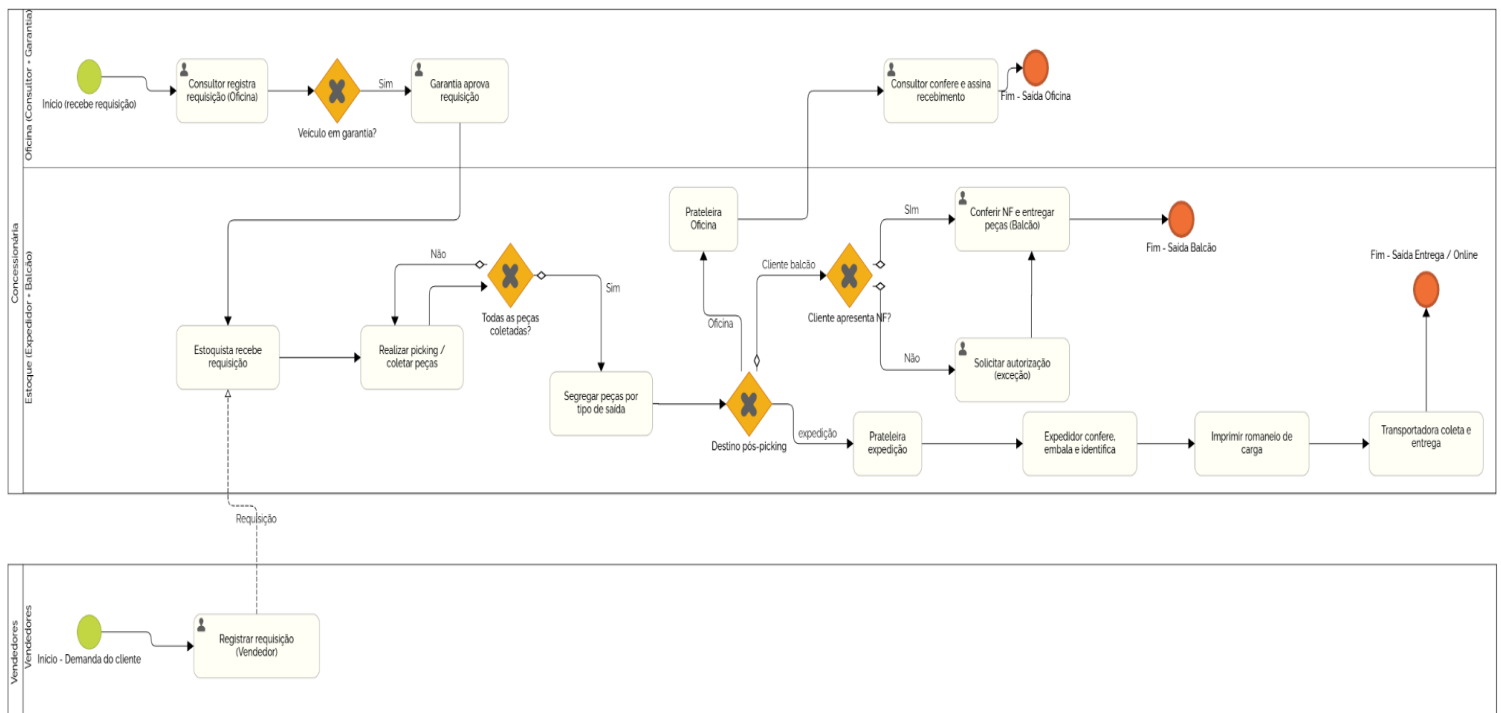 Concessionária
Oficina (Consultor + Garantia)
Início (recebe requisição)
Consultor registra
requisição (Oficina)
Veículo em garantia?
Sim
Garantia aprova
requisição
Consultor confere e assina
recebimento
Fim - Saída Oficina
Estoque (Expedidor + Balcão)
Estoquista recebe
requisição
Realizar picking /
coletar peças
Não
Todas as peças
coletadas?
Sim
Segregar peças por
tipo de saída
Destino pós-picking
Oficina
Prateleira
Oficina
Cliente balcão
Cliente apresenta NF?
SIm
Conferir NF e entregar
peças (Balcão)
Fim - Saída Balcão
Não
Solicitar autorização
(exceção)
expedição
Prateleira
expedição
Expedidor confere,
embala e identifica
Imprimir romaneio de
carga
Transportadora coleta e
entrega
Fim - Saída Entrega / Online
Requisição
Vendedores
Vendedores
Início - Demanda do cliente
Registrar requisição
(Vendedor)